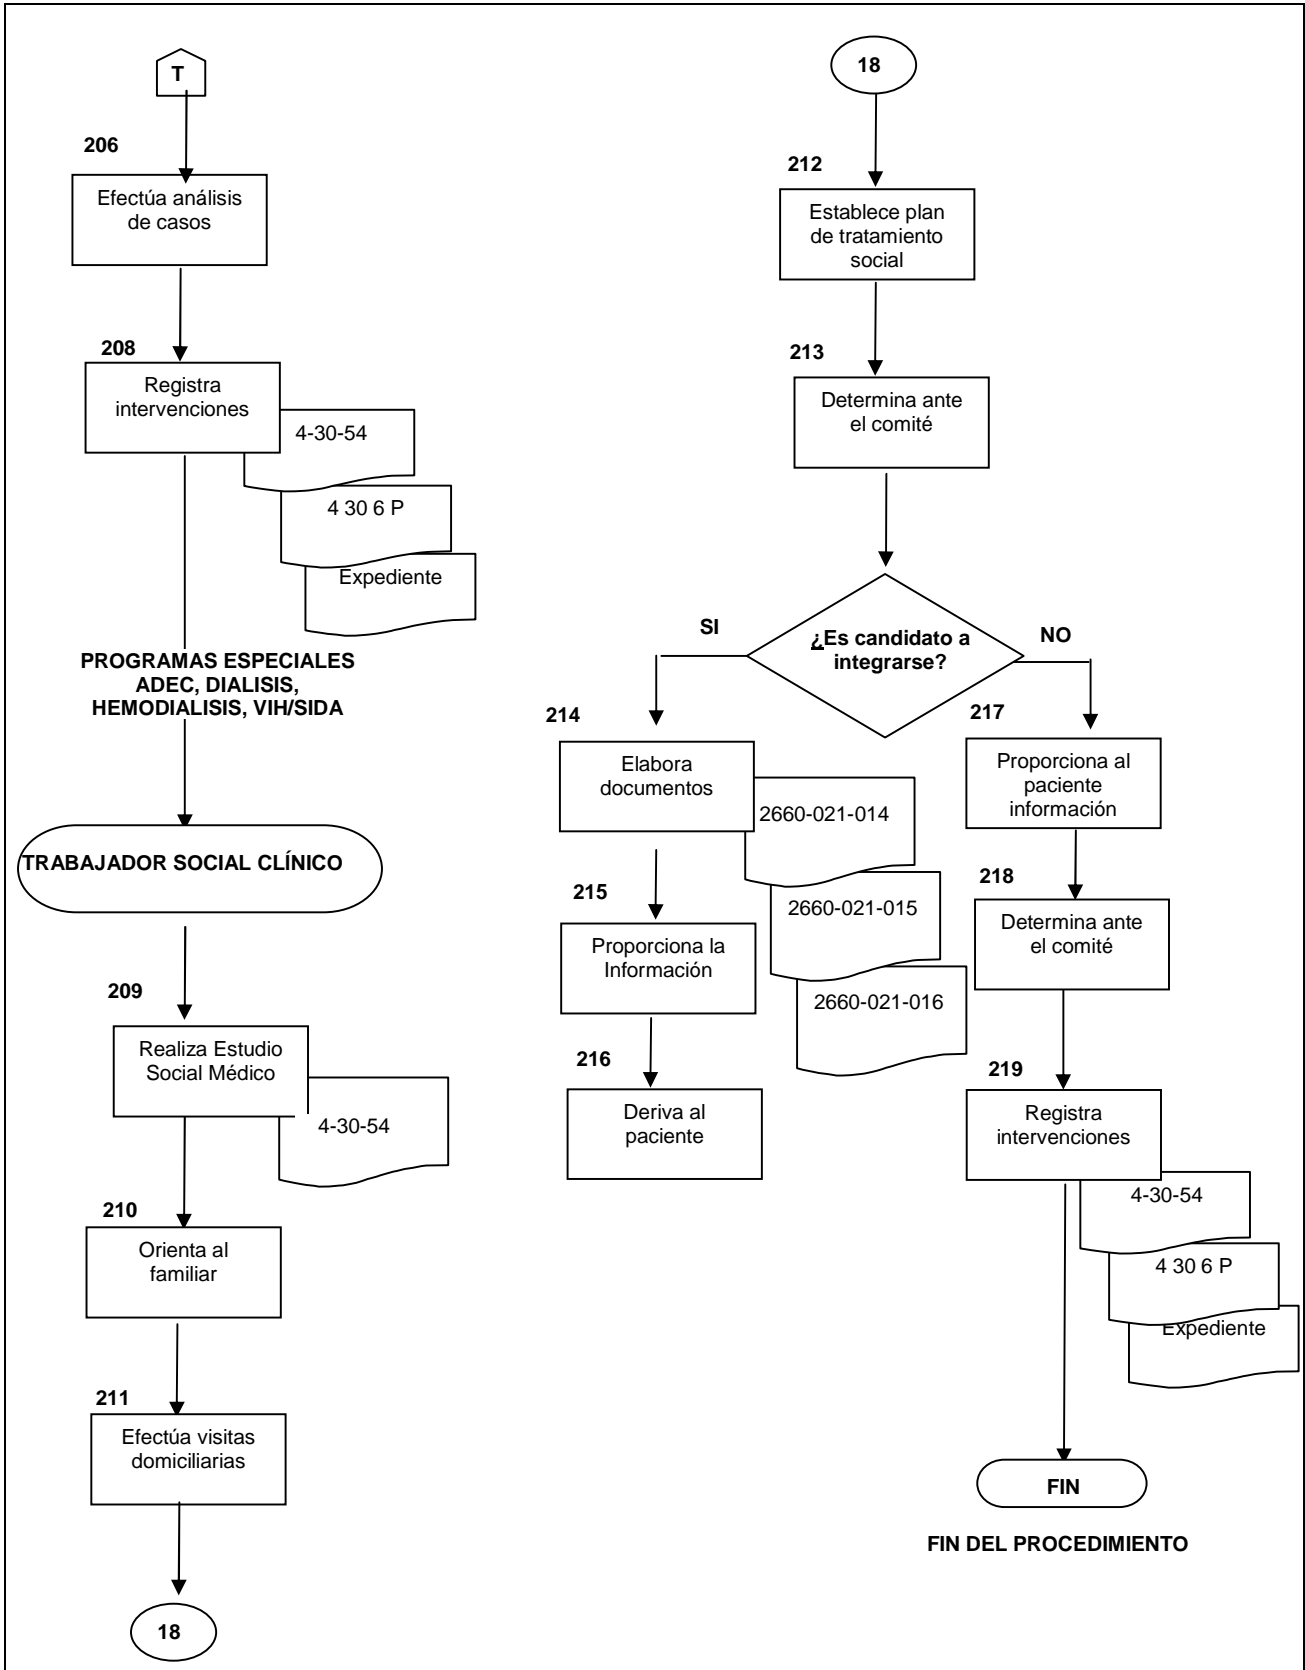 T
206
Efectúa análisis
de casos
208
Registra
intervenciones
4-30-54
4 30 6 P
Expediente
PROGRAMAS ESPECIALES
ADEC, DIALISIS,
HEMODIALISIS, VIH/SIDA
TRABAJADOR SOCIAL CLÍNICO
209
Realiza Estudio
Social Médico
4-30-54
210
Orienta al
familiar
211
Efectúa visitas
domiciliarias
18
18
212
Establece plan
de tratamiento
social
213
Determina ante
el comité
¿Es candidato a
integrarse?
SI
NO
214
Elabora
documentos
2660-021-014
2660-021-015
2660-021-016
215
Proporciona la
Información
216
Deriva al
paciente
217
Proporciona al
paciente
información
218
Determina ante
el comité
219
Registra
intervenciones
4-30-54
4 30 6 P
Expediente
FIN
FIN DEL PROCEDIMIENTO